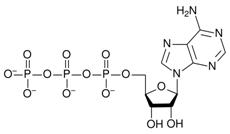 NH₂
N N
O O O
⁻O P O P O P O N N
O⁻ O⁻ O⁻ O
OH OH